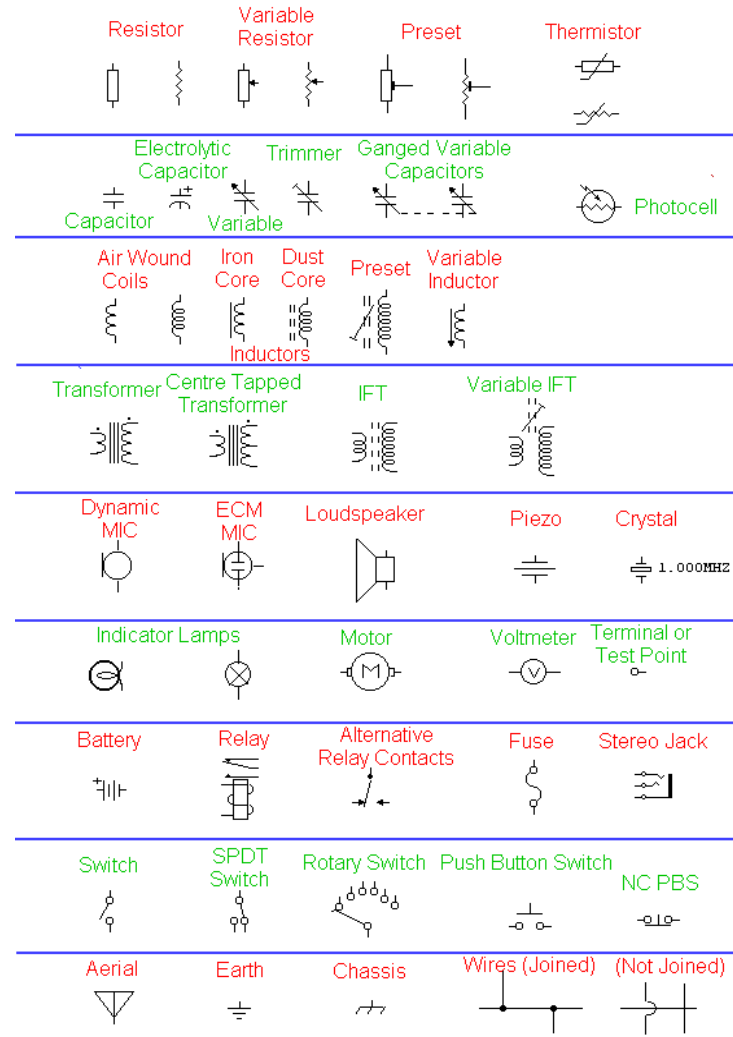 Resistor
Variable
Resistor
Preset
Thermistor
Electrolytic
Capacitor
Trimmer
Ganged Variable
Capacitors
+
Capacitor
Variable
Photocell
Air Wound
Coils
Iron
Core
Dust
Core
Preset
Variable
Inductor
Inductors
Transformer
Centre Tapped
Transformer
IFT
Variable IFT
Dynamic
MIC
ECM
MIC
Loudspeaker
Piezo
Crystal
1.000MHZ
Indicator Lamps
Motor
Voltmeter
Terminal or
Test Point
M
V
Battery
Relay
Alternative
Relay Contacts
Fuse
Stereo Jack
+
Switch
SPDT
Switch
Rotary Switch
Push Button Switch
NC PBS
Aerial
Earth
Chassis
Wires (Joined)
(Not Joined)